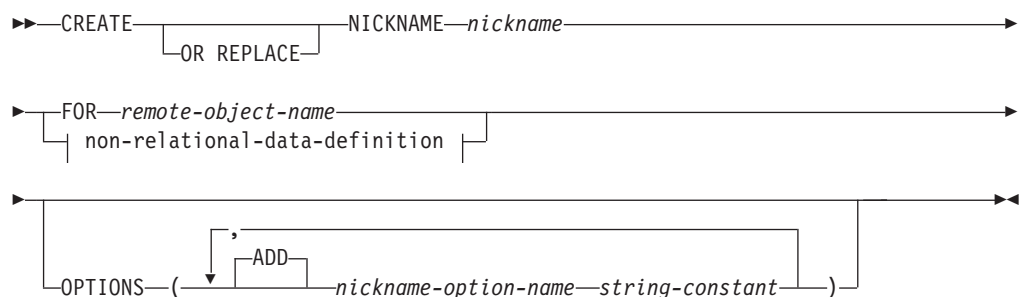 CREATE NICKNAME nickname
OR REPLACE
FOR remote-object-name
non-relational-data-definition
,
ADD
OPTIONS ( nickname-option-name string-constant )